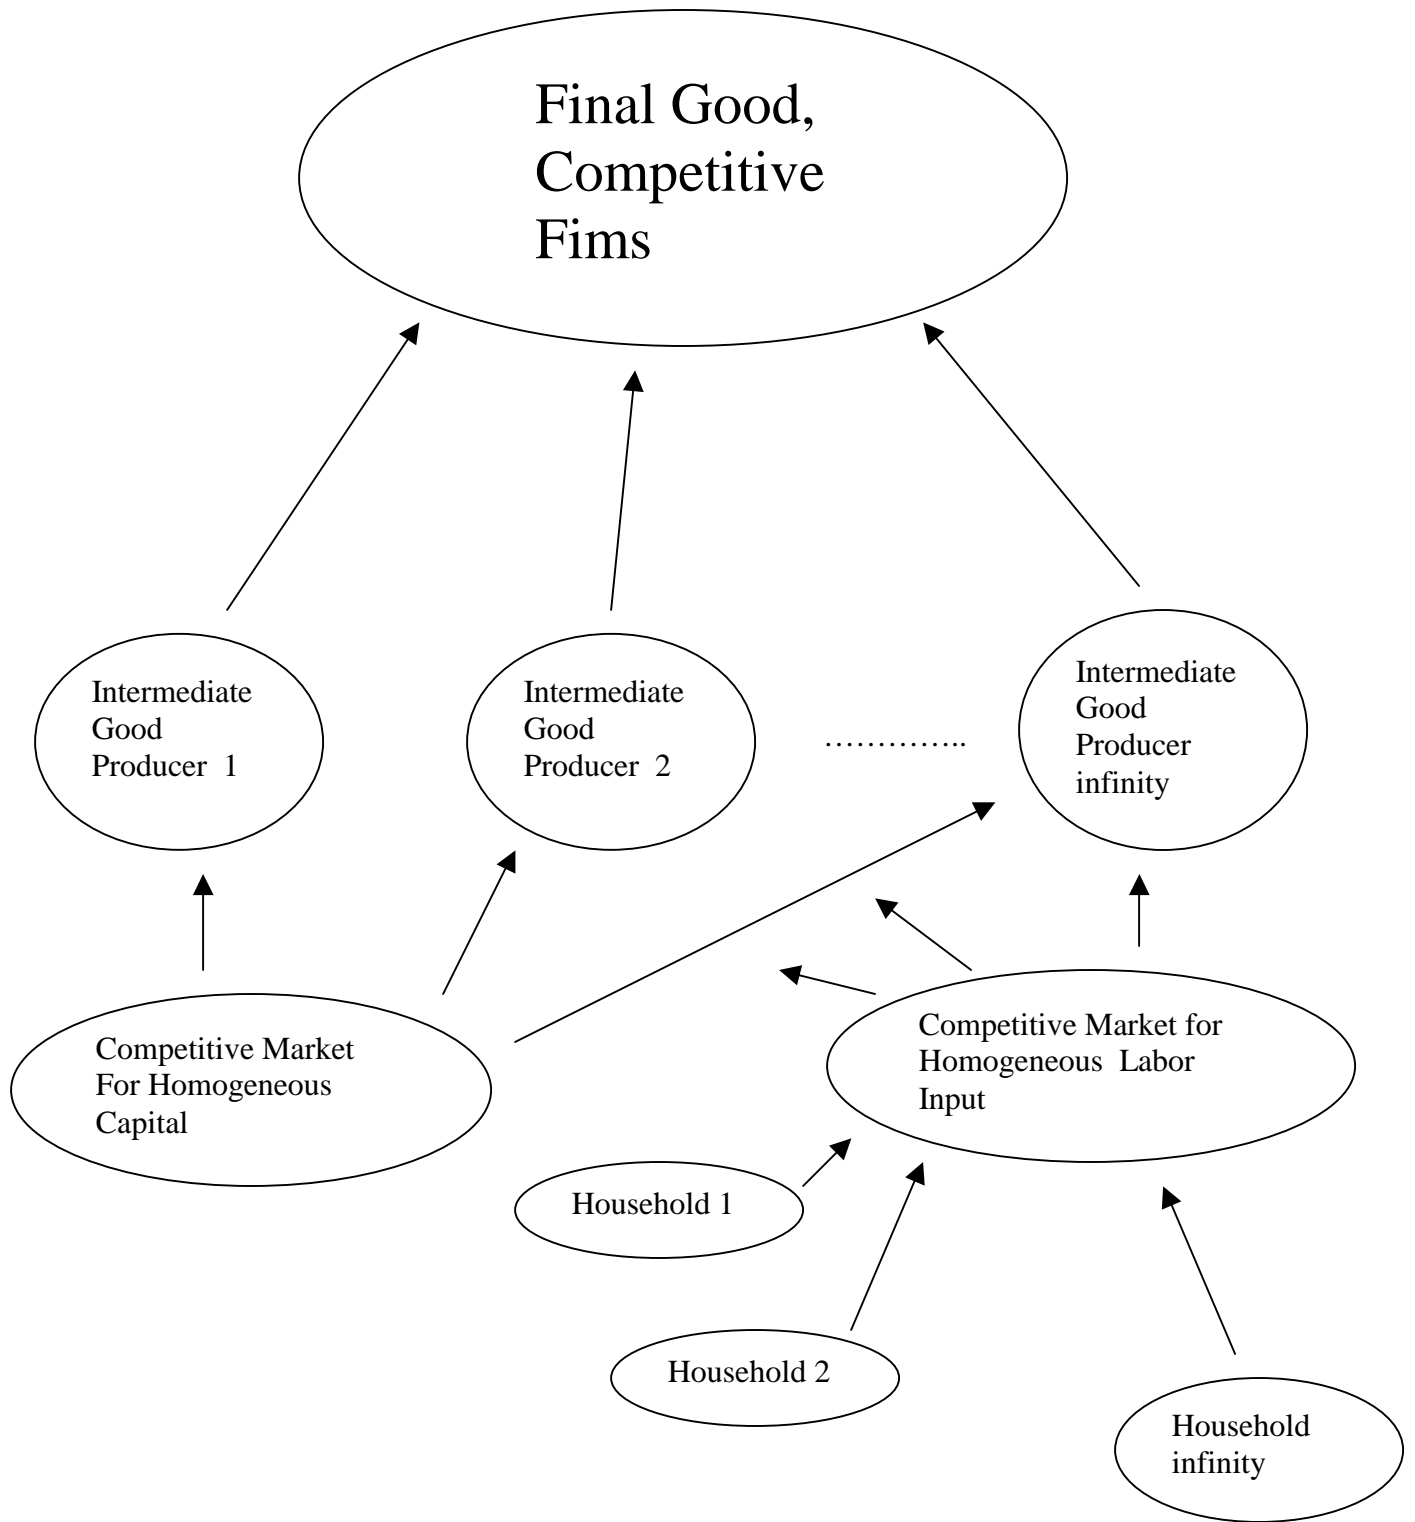 Final Good,
Competitive
Fims
Intermediate
Good
Producer  1
Intermediate
Good
Producer  2
…………..
Intermediate
Good
Producer
infinity
Competitive Market
For Homogeneous
Capital
Competitive Market for
Homogeneous  Labor
Input
Household 1
Household 2
Household
infinity